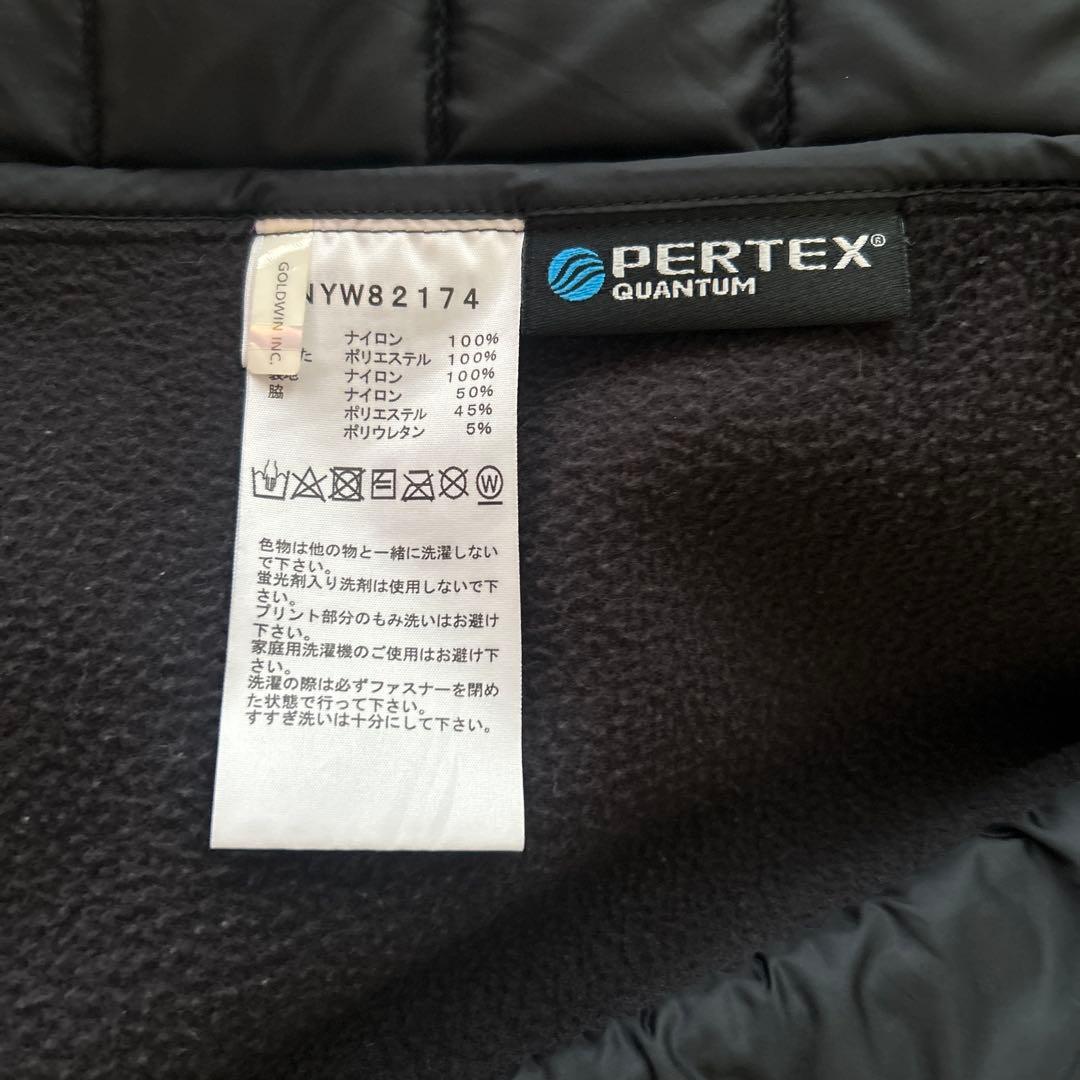 GOLDWIN INC.
NYW82174
ナイロン 100%
た ポリエステル 100%
地 ナイロン 100%
脇 ナイロン 50%
ポリエステル 45%
ポリウレタン 5%
W
色物は他の物と一緒に洗濯しない
で下さい。
蛍光剤入り洗剤は使用しないで下
さい。
プリント部分のもみ洗いはお避け
下さい。
家庭用洗濯機のご使用はお避け下
さい。
洗濯の際は必ずファスナーを閉め
た状態で行って下さい。
すすぎ洗いは十分にして下さい。
PERTEX®
QUANTUM